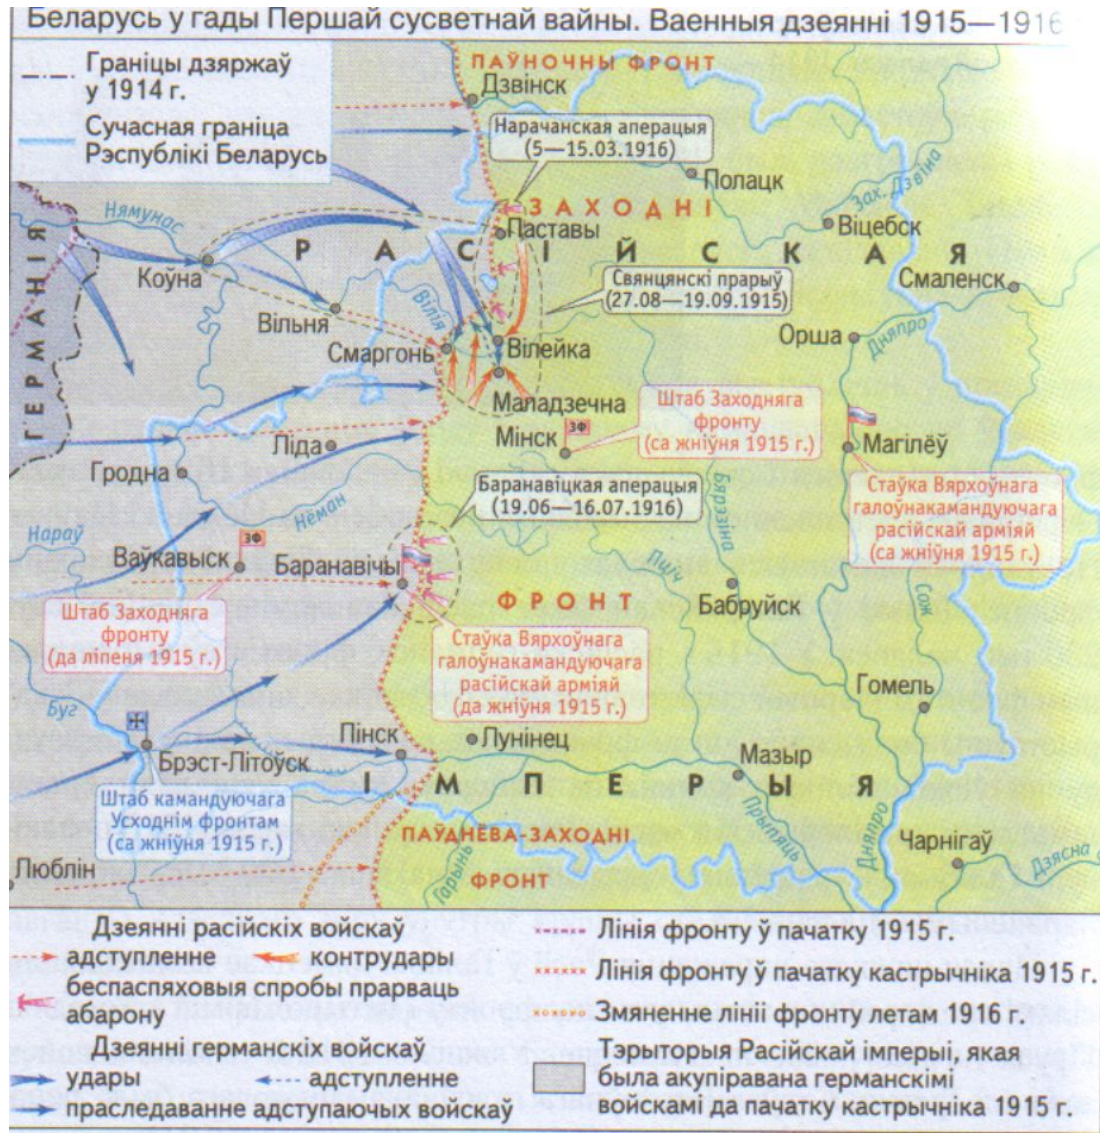 Беларусь у гады Першай сусветнай вайны. Ваенныя дзеянні 1915—1916
Граніцы дзяржаў
у 1914 г.
Сучасная граніца
Рэспублікі Беларусь
ПАЎНОЧНЫ ФРОНТ
Дзвінск
Нарачанская аперацыя
(5—15.03.1916)
Полацк
Зах. Дзвіна
ЗАХОДНІ
Нямунас
Паставы
Віцебск
РАСІЙСКАЯ
ГЕРМАНІЯ
Коўна
Свянцянскі прарыў
(27.08—19.09.1915)
Смаленск
Вілія
Вільня
Дняпро
Орша
Смаргонь
Вілейка
Маладзечна
Штаб Заходняга
фронту
(са жніўня 1915 г.)
Мінск
ЗФ
Магілёў
Ліда
Гродна
Баранавіцкая аперацыя
(19.06—16.07.1916)
Бярэзіна
Стаўка Вярхоўнага
галоўнакамандуючага
расійскай арміяй
(са жніўня 1915 г.)
Нёман
Нараў
Ваўкавыск
ЗФ
Баранавічы
Пціч
Сож
ФРОНТ
Бабруйск
Штаб Заходняга
фронту
(да ліпеня 1915 г.)
Стаўка Вярхоўнага
галоўнакамандуючага
расійскай арміяй
(да жніўня 1915 г.)
Гомель
Буг
Пінск
Лунінец
Брэст-Літоўск
Мазыр
ІМПЕРЫЯ
Штаб камандуючага
Усходнім фронтам
(са жніўня 1915 г.)
ПАЎДНЁВА-ЗАХОДНІ
ФРОНТ
Прыпяць
Дняпро
Гарынь
Чарнігаў
Дзясна
Люблін
Дзеянні расійскіх войскаў
адступленне
контрудары
беспаспяховыя спробы прарваць
абарону
Дзеянні германскіх войскаў
удары
адступленне
праследаванне адступаючых войскаў
Лінія фронту ў пачатку 1915 г.
Лінія фронту ў пачатку кастрычніка 1915 г.
Змяненне лініі фронту летам 1916 г.
Тэрыторыя Расійскай імперыі, якая
была акупіравана германскімі
войскамі да пачатку кастрычніка 1915 г.